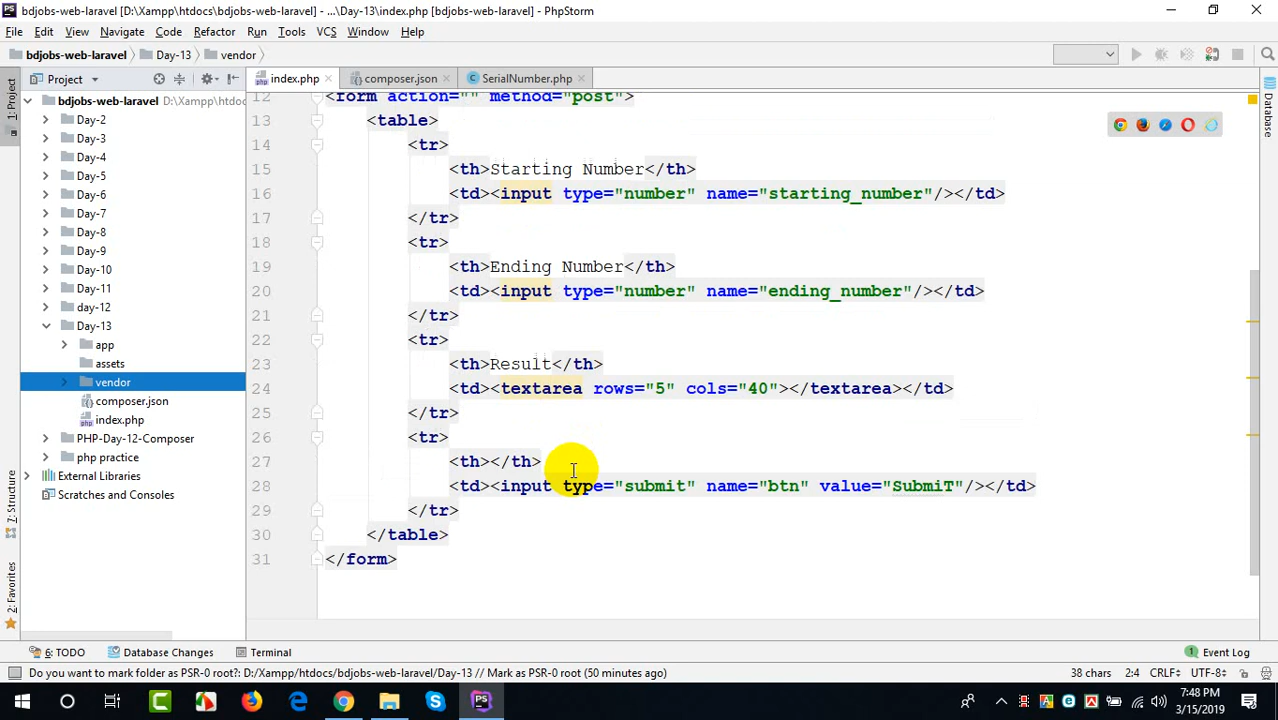 bdjobs-web-laravel [D:\Xampp\htdocs\bdjobs-web-laravel] - ...\Day-13\index.php [bdjobs-web-laravel] - PhpStorm
File Edit View Navigate Code Refactor Run Tools VCS Window Help
bdjobs-web-laravel Day-13 vendor
Project
index.php composer.json SerialNumber.php
1: Project
7: Structure
2: Favorites
Database
bdjobs-web-laravel D:\Xampp\htdoc
Day-2
Day-3
Day-4
Day-5
Day-6
Day-7
Day-8
Day-9
Day-10
Day-11
day-12
Day-13
app
assets
vendor
composer.json
index.php
PHP-Day-12-Composer
php practice
External Libraries
Scratches and Consoles
12 <form action="" method="post">
13 <table>
14 <tr>
15 <th>Starting Number</th>
16 <td><input type="number" name="starting_number"/></td>
17 </tr>
18 <tr>
19 <th>Ending Number</th>
20 <td><input type="number" name="ending_number"/></td>
21 </tr>
22 <tr>
23 <th>Result</th>
24 <td><textarea rows="5" cols="40"></textarea></td>
25 </tr>
26 <tr>
27 <th></th>
28 <td><input type="submit" name="btn" value="SubmiT"/></td>
29 </tr>
30 </table>
31 </form>
6: TODO Database Changes Terminal Event Log
Do you want to mark folder as PSR-0 root?: D:/Xampp/htdocs/bdjobs-web-laravel/Day-13 // Mark as PSR-0 root (50 minutes ago) 38 chars 2:4 CRLF UTF-8
7:48 PM
3/15/2019